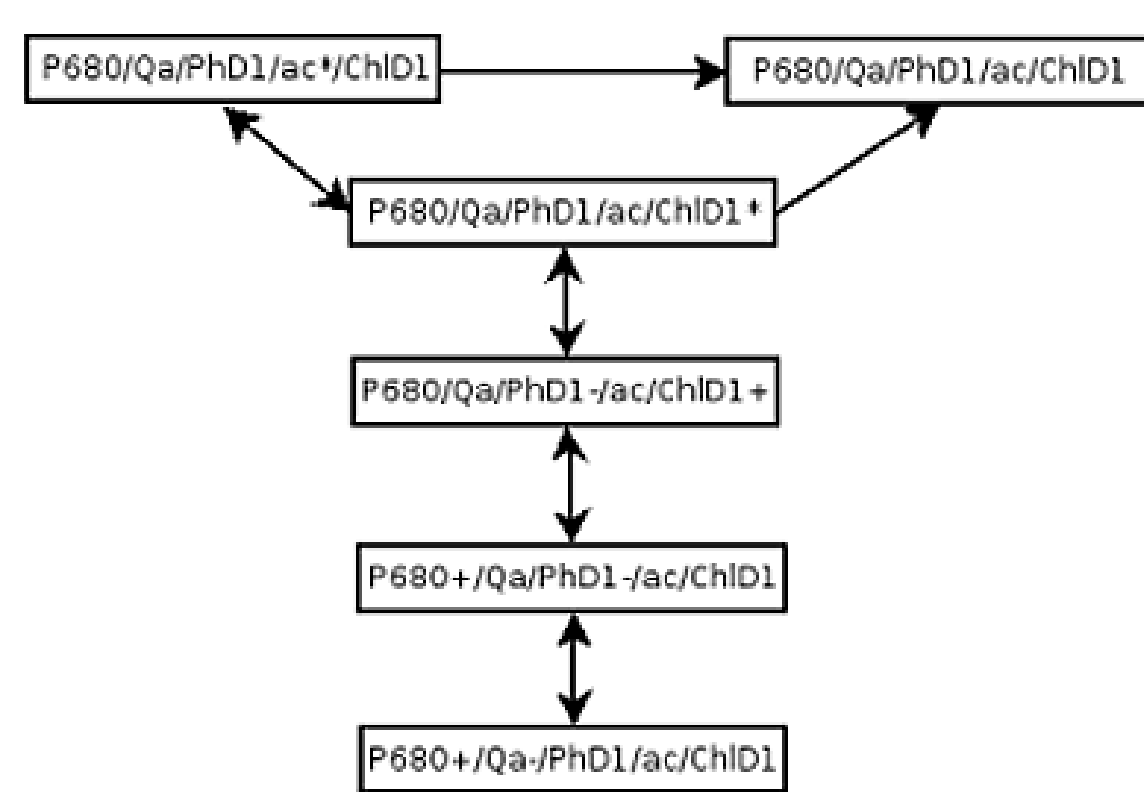 P680/Qa/PhD1/ac*/ChlD1
P680/Qa/PhD1/ac/ChlD1
P680/Qa/PhD1/ac/ChlD1*
P680/Qa/PhD1-/ac/ChlD1+
P680+/Qa/PhD1-/ac/ChlD1
P680+/Qa-/PhD1/ac/ChlD1